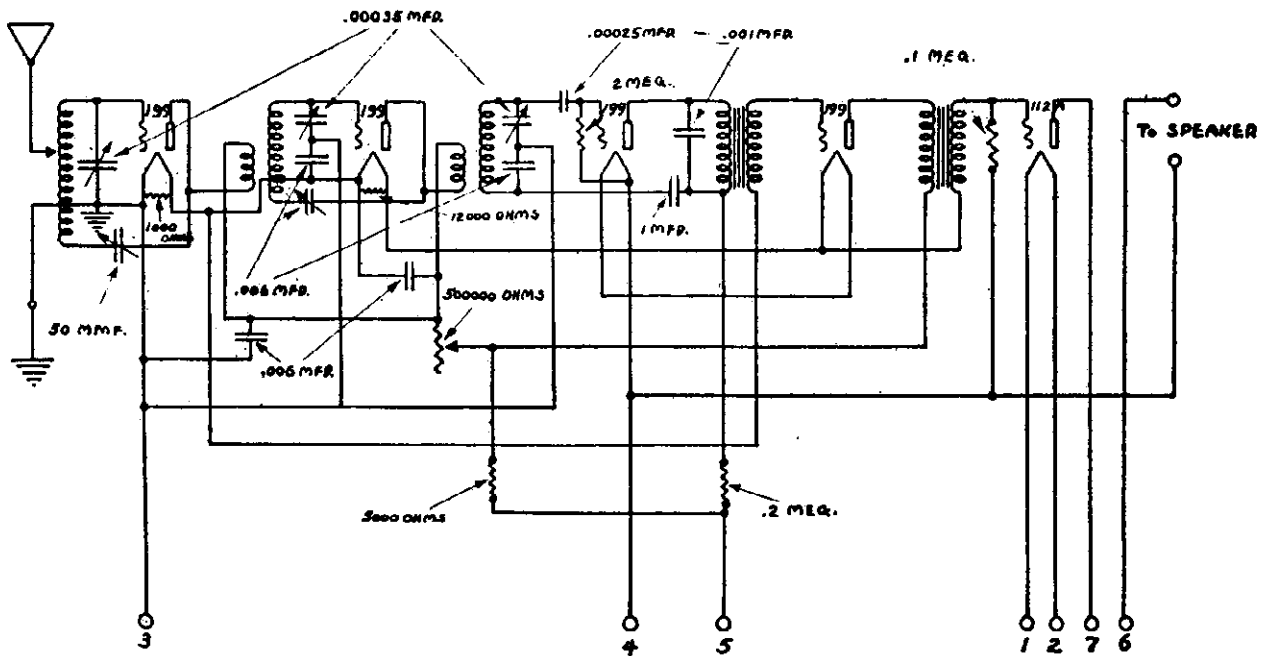 .00035 MFD.
.00025 MFD - .001 MFD
.1 MEG.
2 MEG.
199
199
199
199
112A
To SPEAKER
1000 OHMS
12000 OHMS
1 MFD.
.006 MFD.
500000 OHMS
50 MMF.
.006 MFD
5000 OHMS
.2 MEG.
3
4
5
1
2
7
6